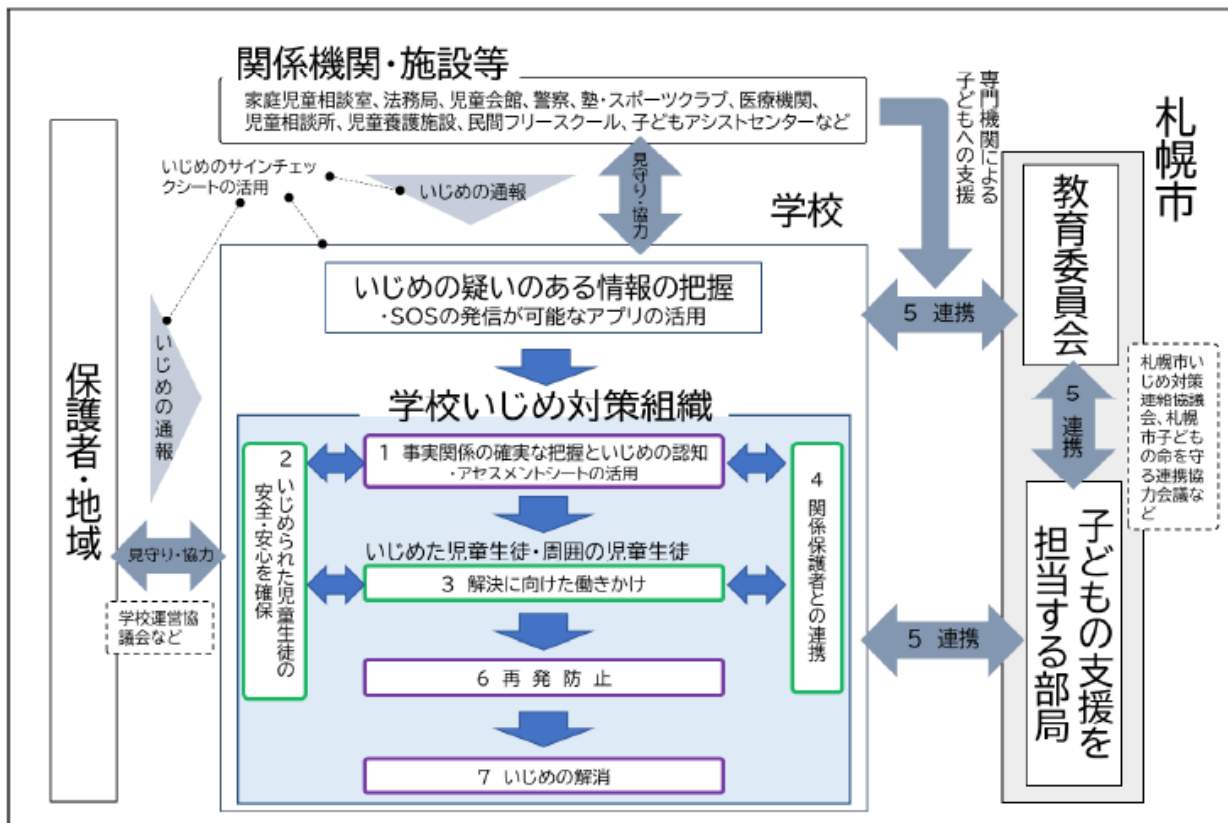 関係機関・施設等
家庭児童相談室、法務局、児童会館、警察、塾・スポーツクラブ、医療機関、
児童相談所、児童養護施設、民間フリースクール、子どもアシストセンターなど
専門機関による
子どもへの支援
札幌市
いじめのサインチェッ
クシートの活用
いじめの通報
見守り・協力
学校
教育委員会
いじめの疑いのある情報の把握
・SOSの発信が可能なアプリの活用
5 連携
保護者・地域
いじめの通報
学校いじめ対策組織
1 事実関係の確実な把握といじめの認知
・アセスメントシートの活用
2 いじめられた児童生徒の
安全・安心を確保
4 関係保護者との連携
5 連携
札幌市い
じめ対策
連絡協議
会、札幌
市子ども
の命を守
る連携協
力会議な
ど
見守り・協力
いじめた児童生徒・周囲の児童生徒
3 解決に向けた働きかけ
学校運営協
議会など
5 連携
子どもの支援を
担当する部局
6 再発防止
7 いじめの解消